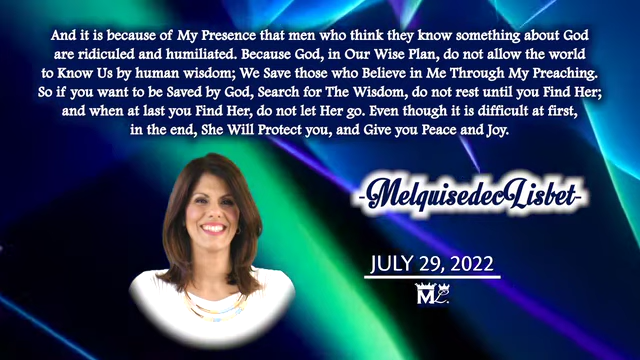 And it is because of My Presence that men who think they know something about God
are ridiculed and humiliated. Because God, in Our Wise Plan, do not allow the world
to Know Us by human wisdom; We Save those who Believe in Me Through My Preaching.
So if you want to be Saved by God, Search for The Wisdom, do not rest until you Find Her;
and when at last you Find Her, do not let Her go. Even though it is difficult at first,
in the end, She Will Protect you, and Give you Peace and Joy.
-MelquisedecLisbet-
JULY 29, 2022
ML.